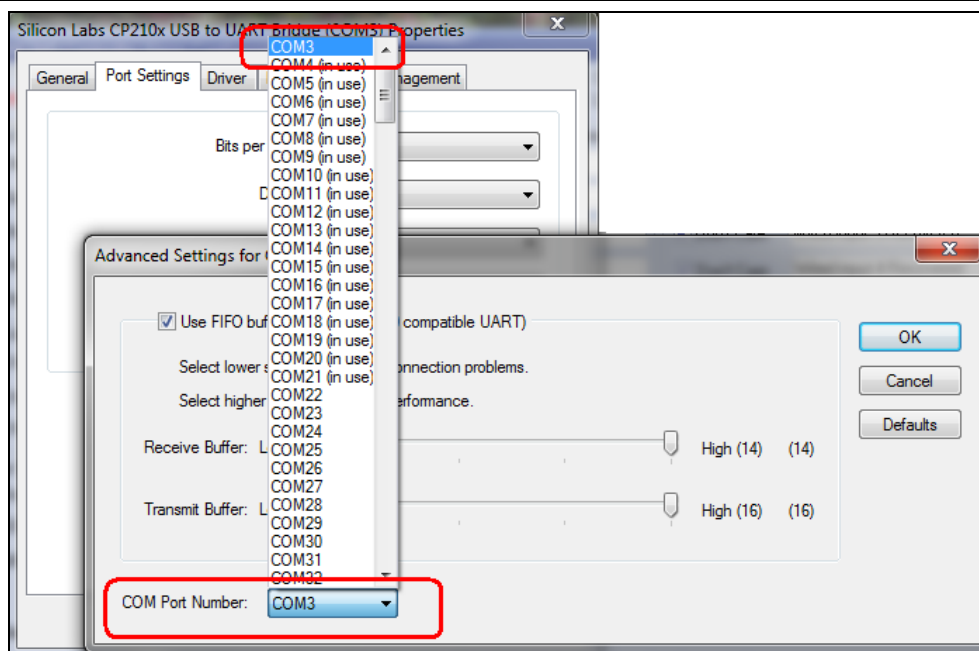 Silicon Labs CP210x USB to UART Bridge (COM3) Properties
General Port Settings Driver nagement
COM3
COM4 (in use)
COM5 (in use)
COM6 (in use)
COM7 (in use)
Bits per COM8 (in use)
COM9 (in use)
COM10 (in use)
D COM11 (in use)
COM12 (in use)
COM13 (in use)
Advanced Settings for COM14 (in use)
COM15 (in use)
COM16 (in use)
COM17 (in use)
Use FIFO buf COM18 (in use) compatible UART)
COM19 (in use)
OK
Select lower s COM20 (in use) onnection problems.
COM21 (in use)
Cancel
Select higher COM22 erformance.
COM23
Defaults
COM24
Receive Buffer: L COM25 High (14) (14)
COM26
COM27
Transmit Buffer: L COM28 High (16) (16)
COM29
COM30
COM31
COM32
COM Port Number: COM3